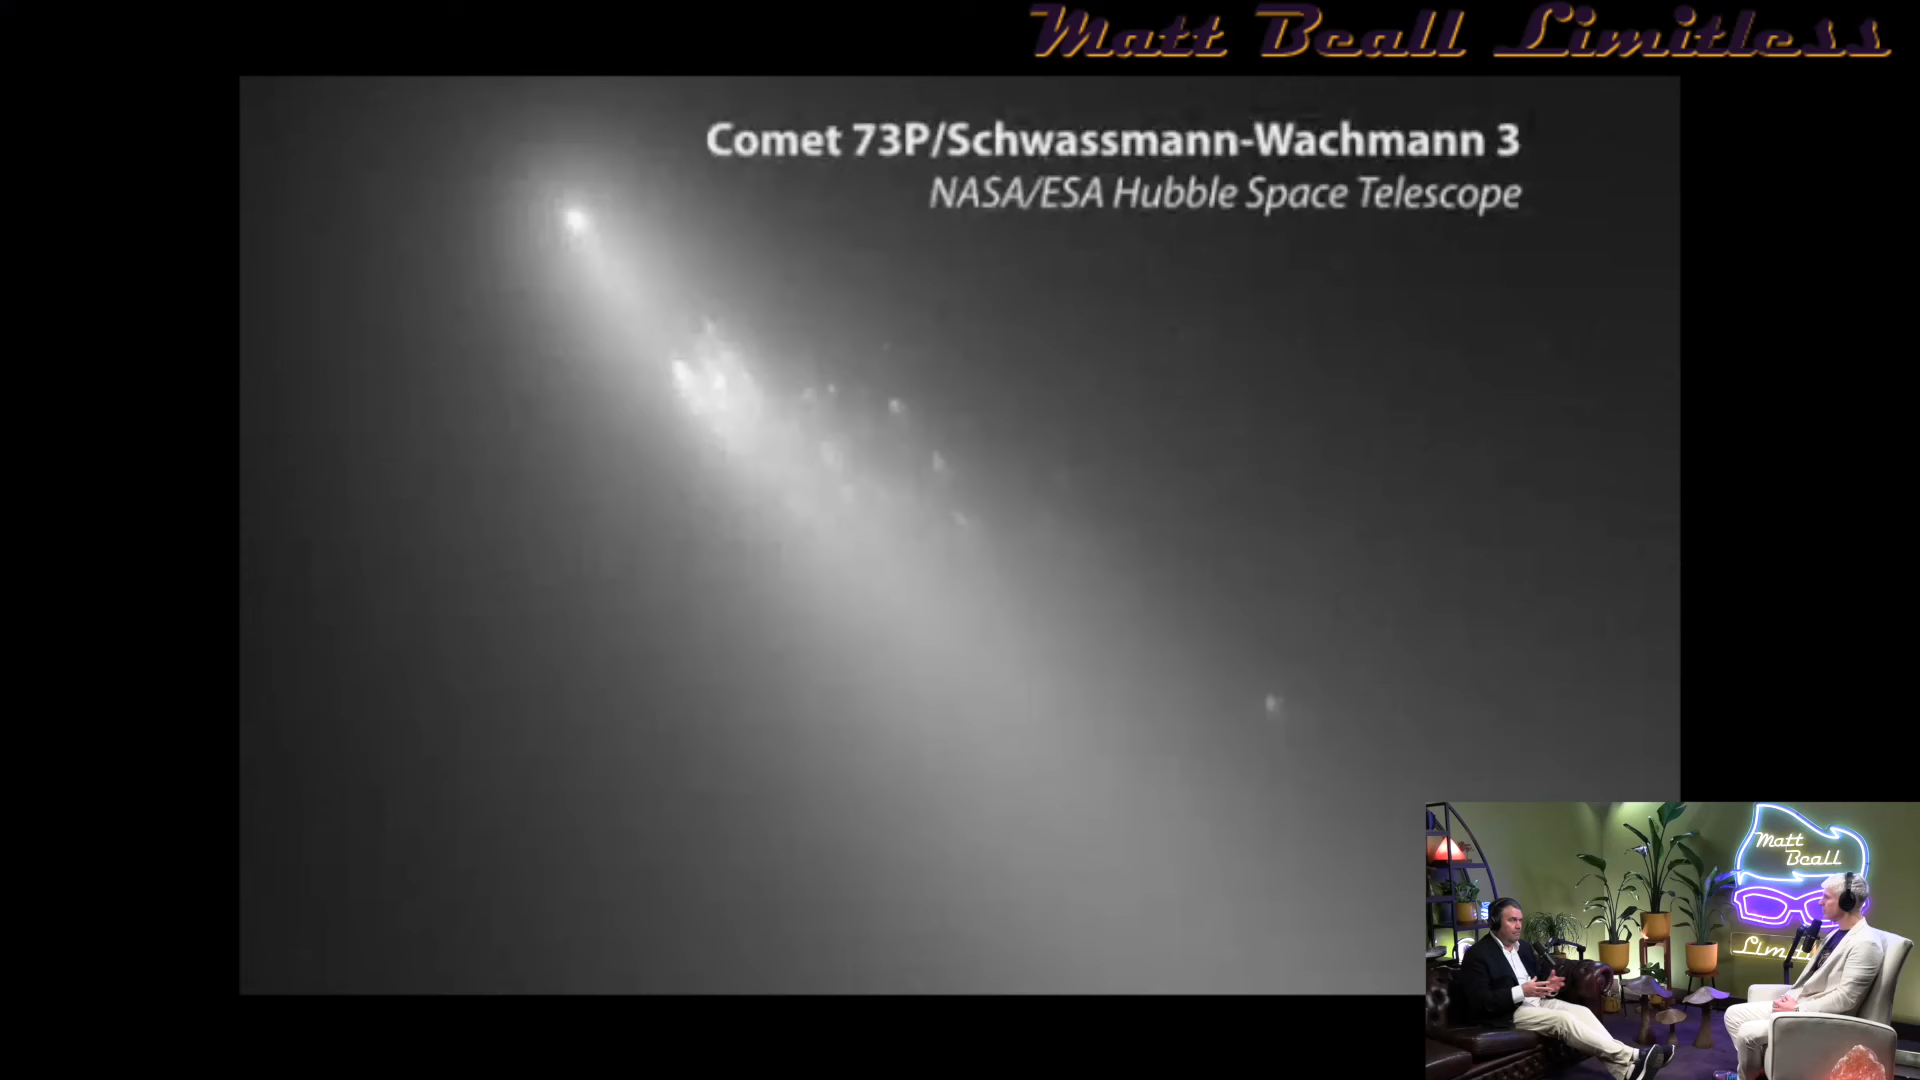 Matt Beall Limitless
Comet 73P/Schwassmann-Wachmann 3
NASA/ESA Hubble Space Telescope
Matt
Beall